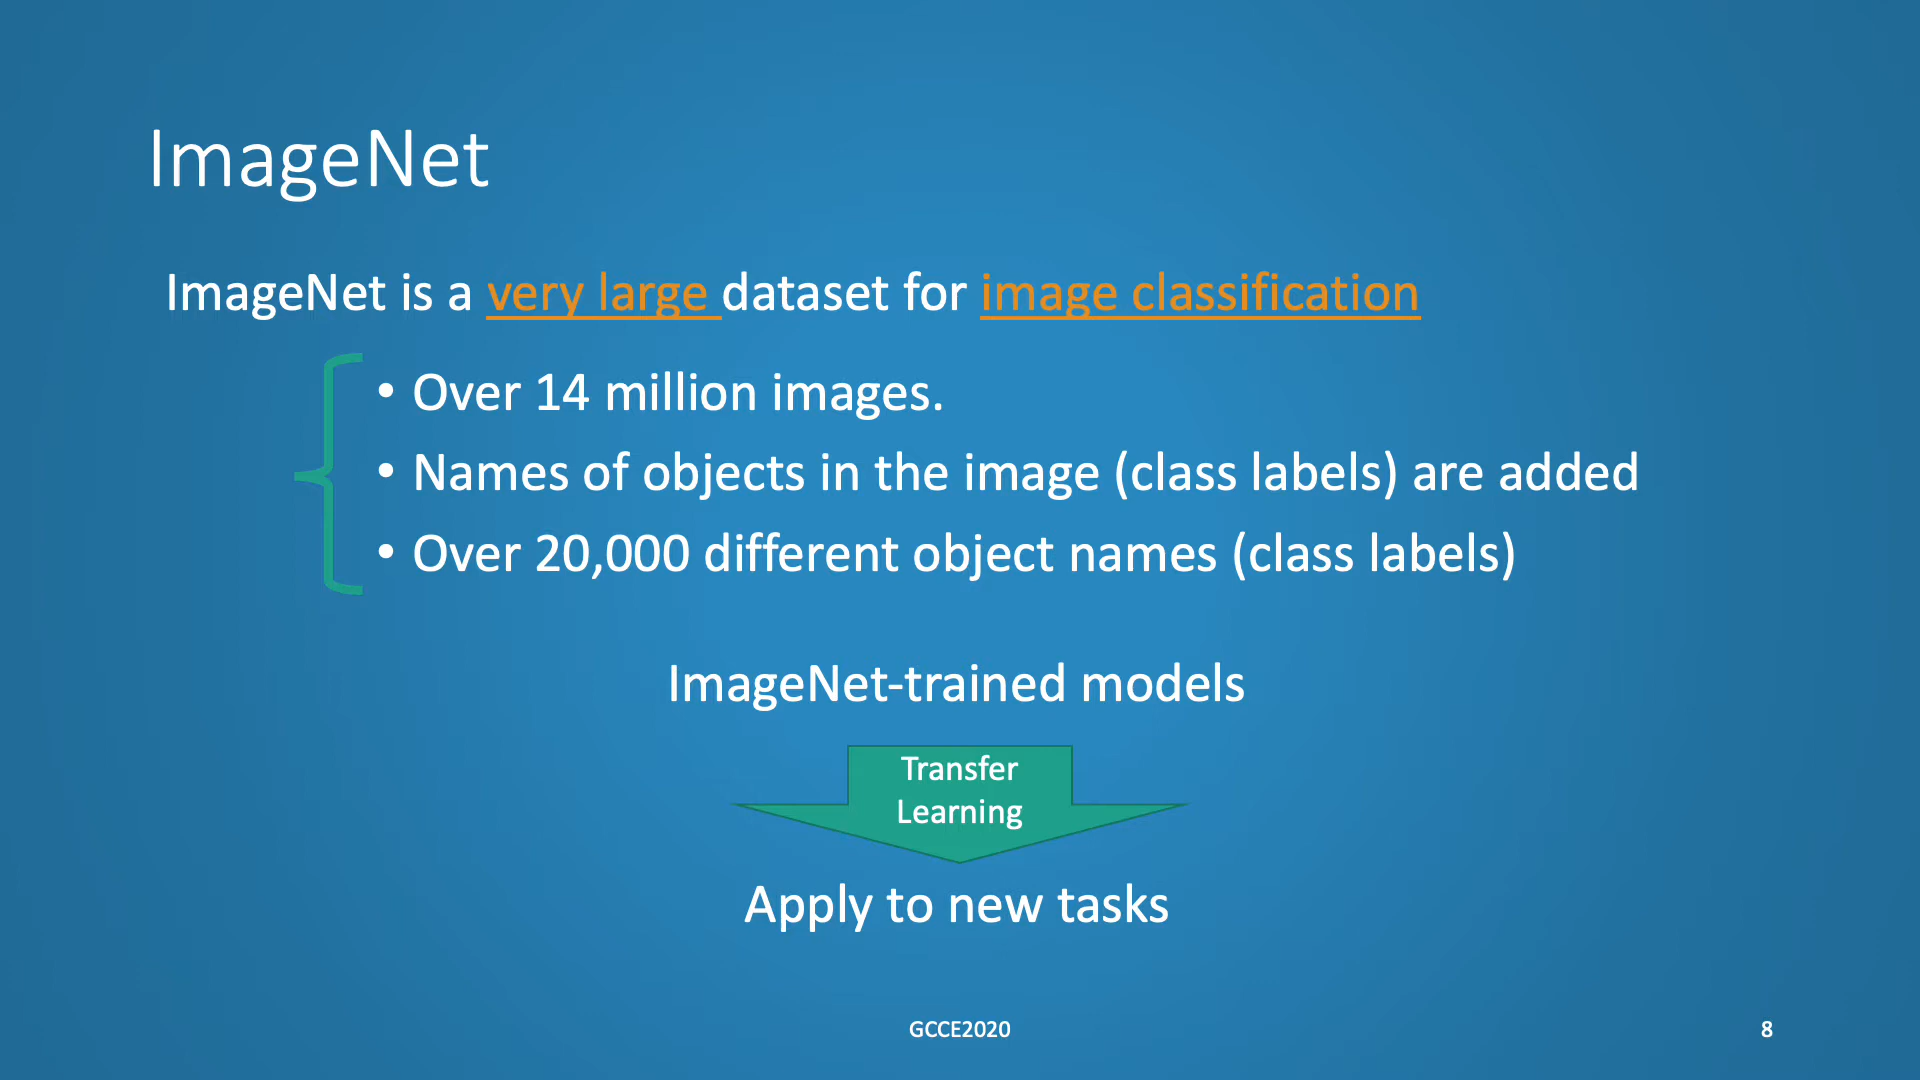 ImageNet
ImageNet is a very large dataset for image classification
• Over 14 million images.
• Names of objects in the image (class labels) are added
• Over 20,000 different object names (class labels)
ImageNet-trained models
Transfer
Learning
Apply to new tasks
GCCE2020
8